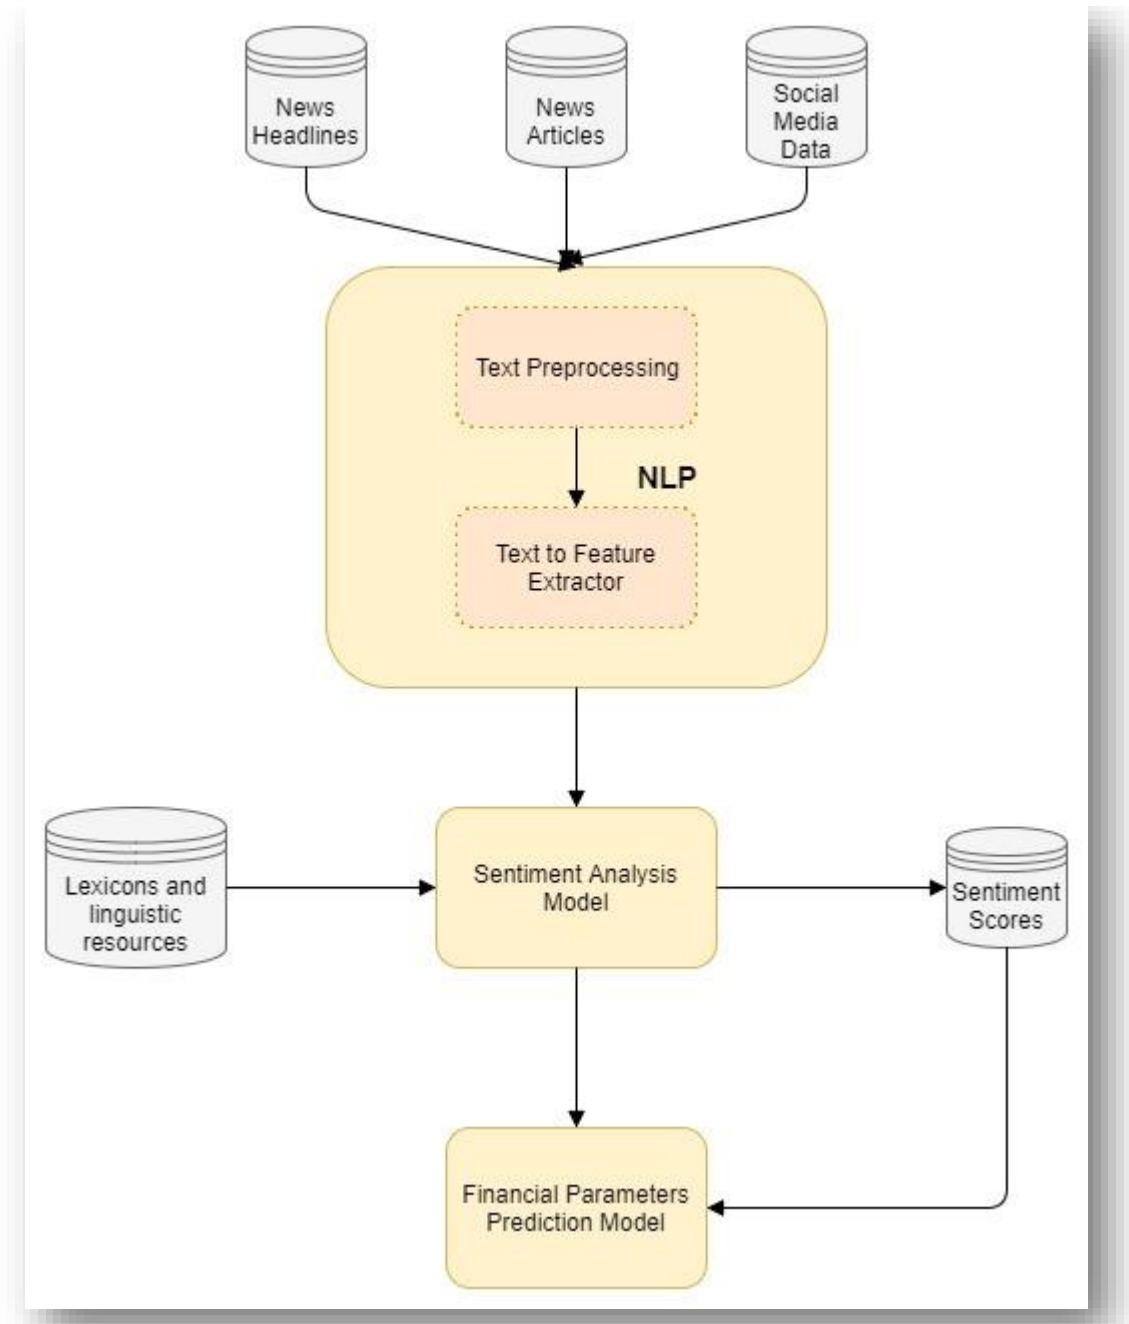 News
Headlines
News
Articles
Social
Media
Data
Text Preprocessing
NLP
Text to Feature
Extractor
Lexicons and
linguistic
resources
Sentiment Analysis
Model
Sentiment
Scores
Financial Parameters
Prediction Model